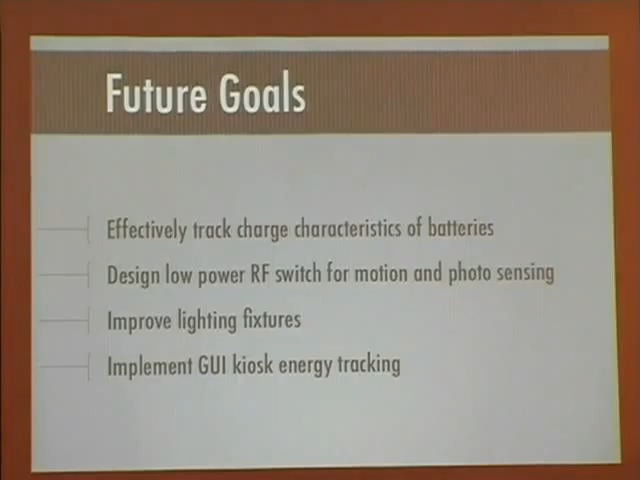 Future Goals
Effectively track charge characteristics of batteries
Design low power RF switch for motion and photo sensing
Improve lighting fixtures
Implement GUI kiosk energy tracking